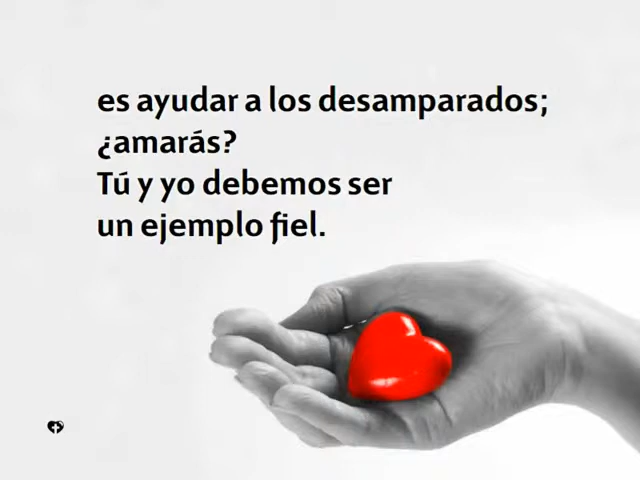 es ayudar a los desamparados;
¿amarás?
Tú y yo debemos ser
un ejemplo fiel.